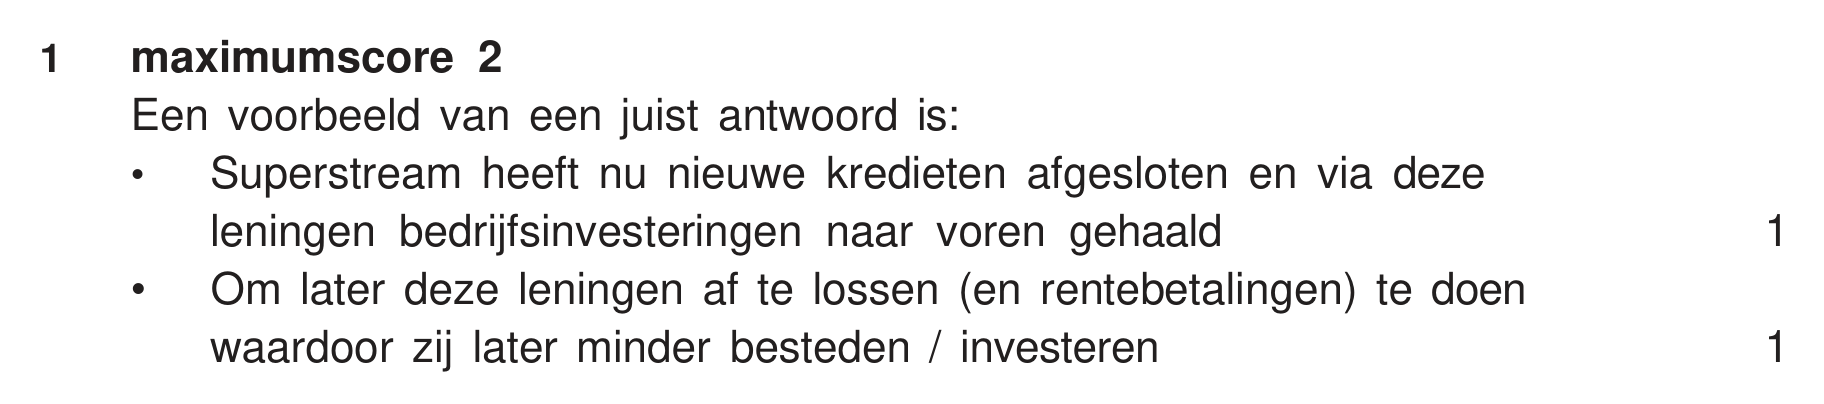 1 maximumscore 2
Een voorbeeld van een juist antwoord is:
• Superstream heeft nu nieuwe kredieten afgesloten en via deze
leningen bedrijfsinvesteringen naar voren gehaald 1
• Om later deze leningen af te lossen (en rentebetalingen) te doen
waardoor zij later minder besteden / investeren 1